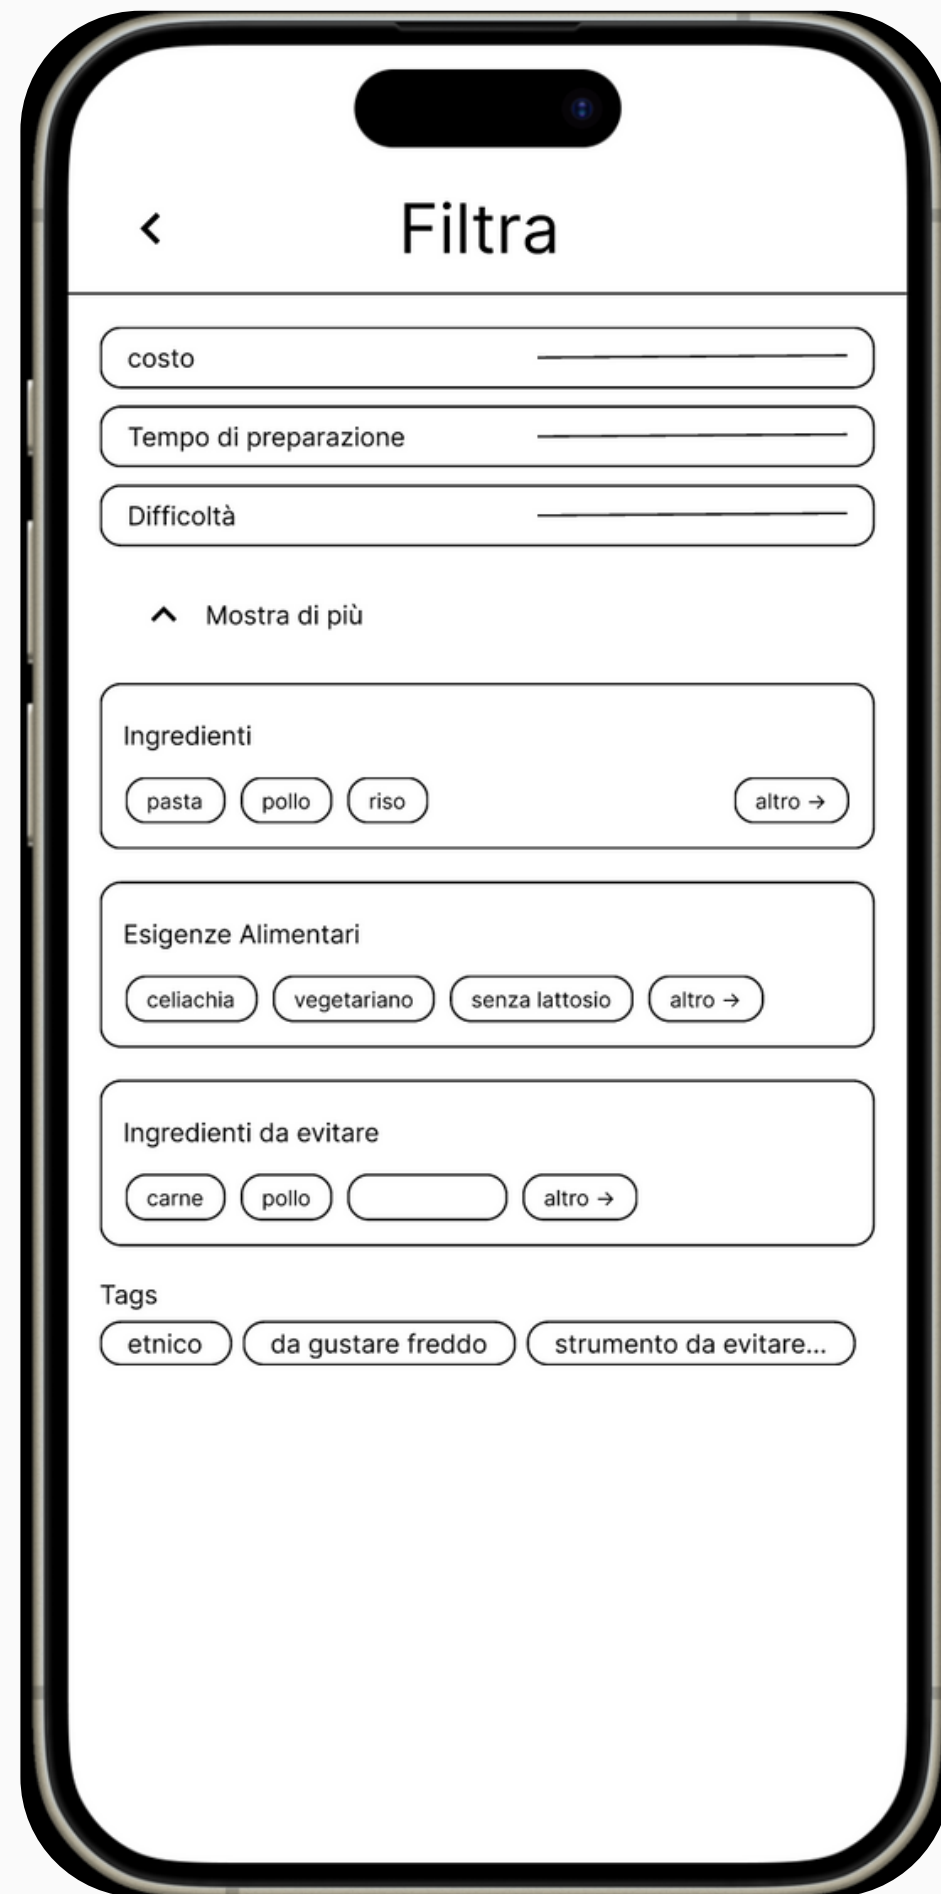 Filtra
costo
Tempo di preparazione
Difficoltà
Mostra di più
Ingredienti
pasta pollo riso altro →
Esigenze Alimentari
celiachia vegetariano senza lattosio altro →
Ingredienti da evitare
carne pollo altro →
Tags
etnico da gustare freddo strumento da evitare...